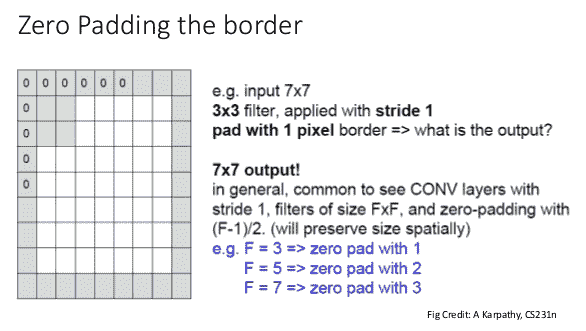 Zero Padding the border
0 0 0 0 0 0
0
0
0
0
e.g. input 7x7
3x3 filter, applied with stride 1
pad with 1 pixel border => what is the output?
7x7 output!
in general, common to see CONV layers with
stride 1, filters of size FxF, and zero-padding with
(F-1)/2. (will preserve size spatially)
e.g. F = 3 => zero pad with 1
F = 5 => zero pad with 2
F = 7 => zero pad with 3
Fig Credit: A Karpathy, CS231n